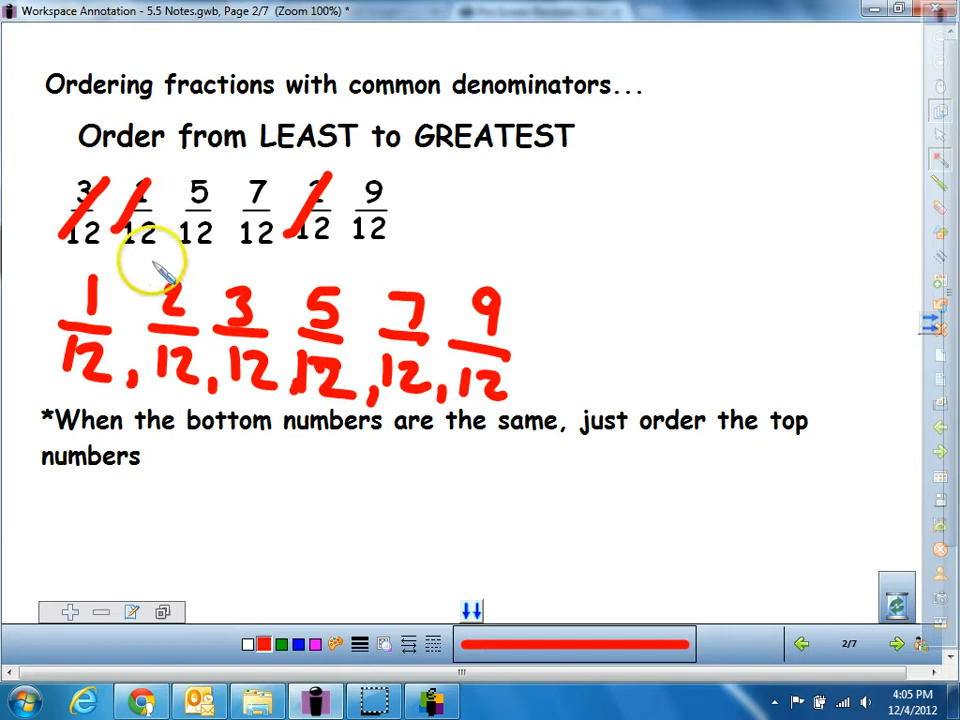 Workspace Annotation - 5.5 Notes.gwb, Page 2/7 (Zoom 100%) *
Ordering fractions with common denominators...
Order from LEAST to GREATEST
3 1 5 7 2 9
12 12 12 12 12 12
1 2 3 5 7 9
12, 12, 12, 12, 12, 12
*When the bottom numbers are the same, just order the top
numbers
2/7
4:05 PM
12/4/2012